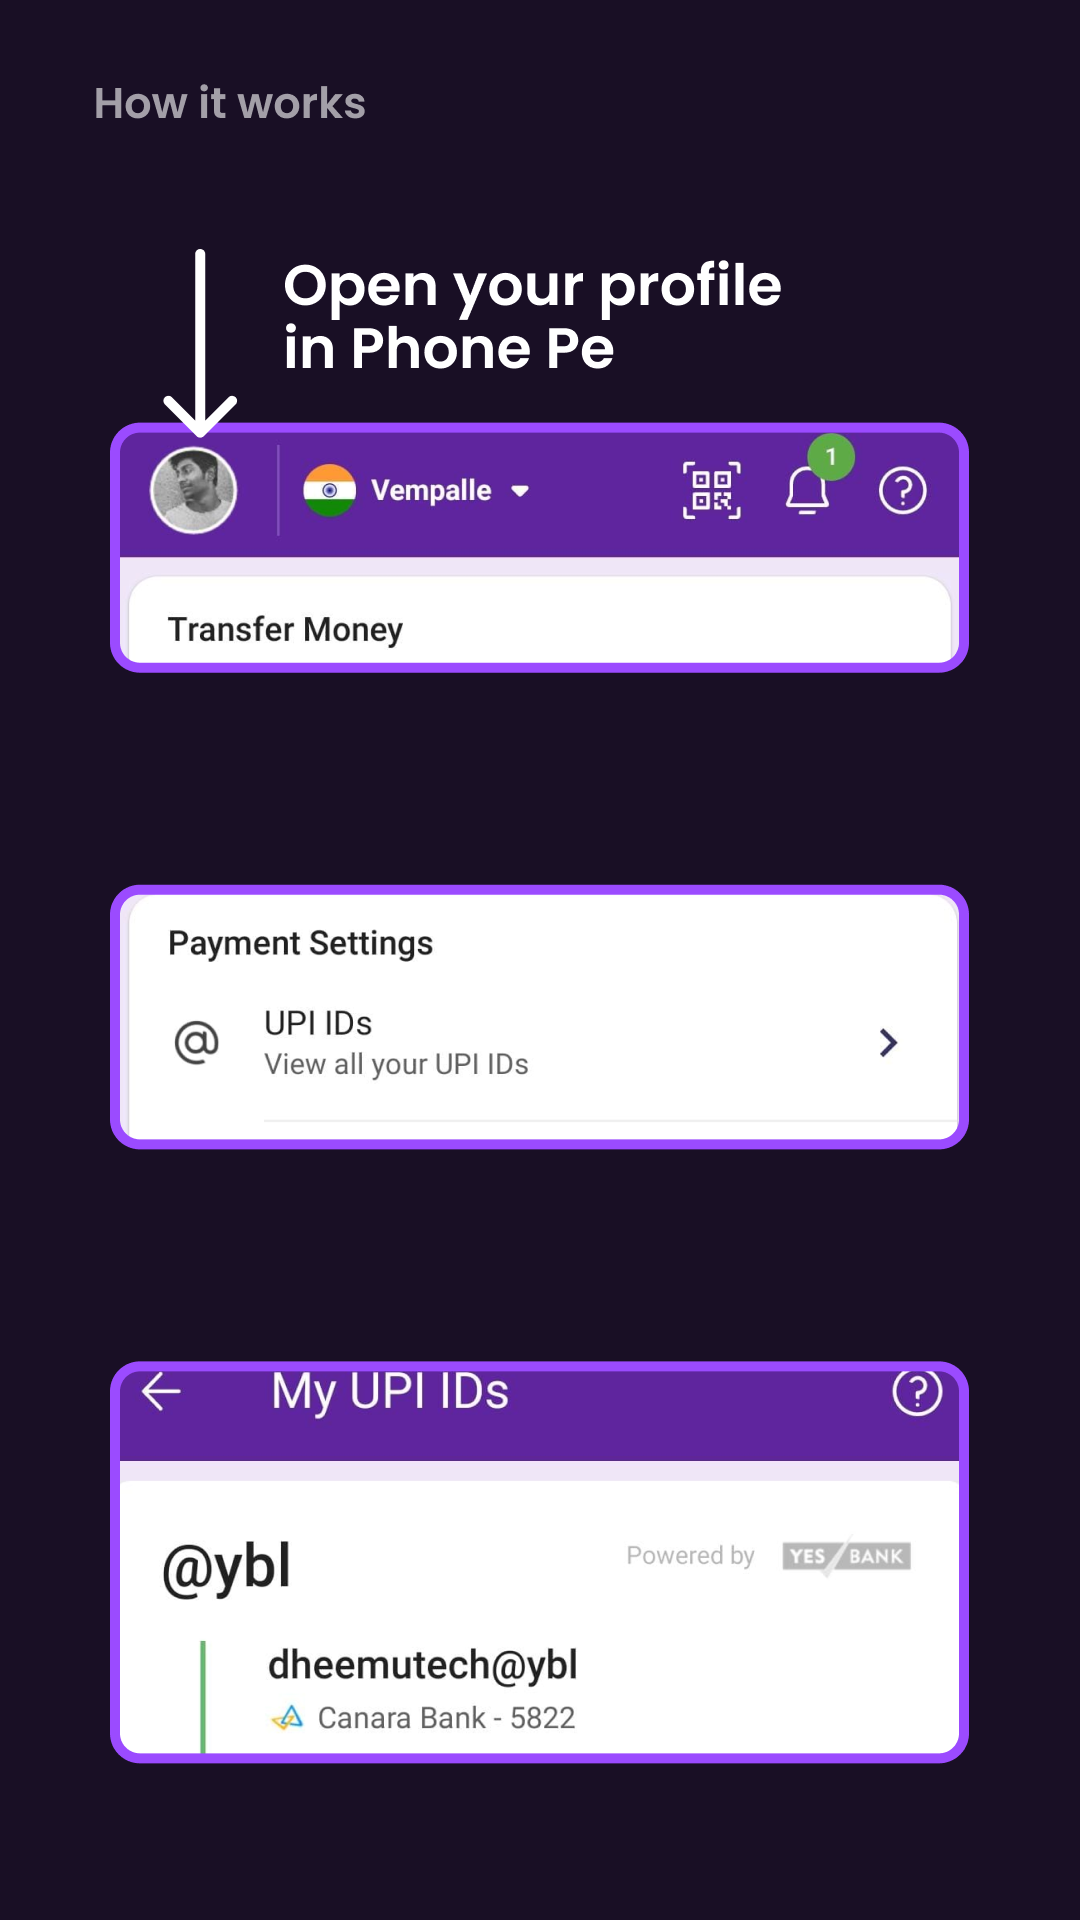 How it works
Open your profile
in Phone Pe
Vempalle
1
Transfer Money
Payment Settings
UPI IDs
View all your UPI IDs
My UPI IDs
@ybl
Powered by YES BANK
dheemutech@ybl
Canara Bank - 5822